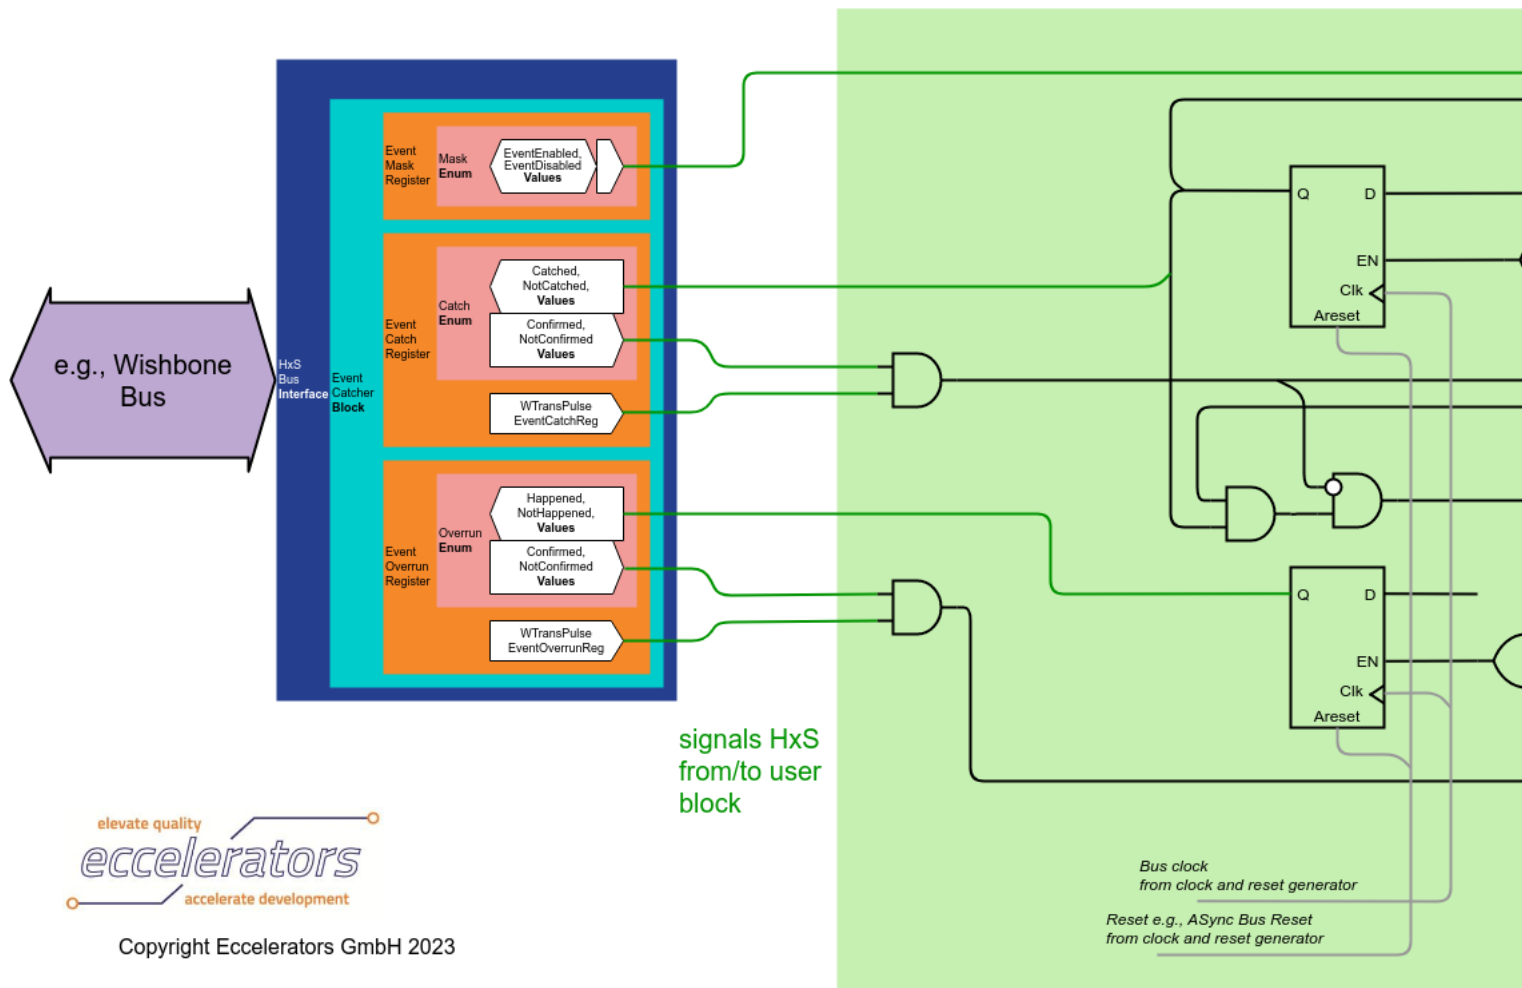 e.g., Wishbone
Bus
HxS
Bus
Interface
Event
Catcher
Block
Event
Mask
Register
Mask
Enum
EventEnabled,
EventDisabled
Values
Event
Catch
Register
Catch
Enum
Catched,
NotCatched,
Values
Confirmed,
NotConfirmed
Values
WTransPulse
EventCatchReg
Event
Overrun
Register
Overrun
Enum
Happened,
NotHappened,
Values
Confirmed,
NotConfirmed
Values
WTransPulse
EventOverrunReg
signals HxS
from/to user
block
Q D
EN
Clk
Areset
Q D
EN
Clk
Areset
Bus clock
from clock and reset generator
Reset e.g., ASync Bus Reset
from clock and reset generator
elevate quality
eccelerators
accelerate development
Copyright Eccelerators GmbH 2023